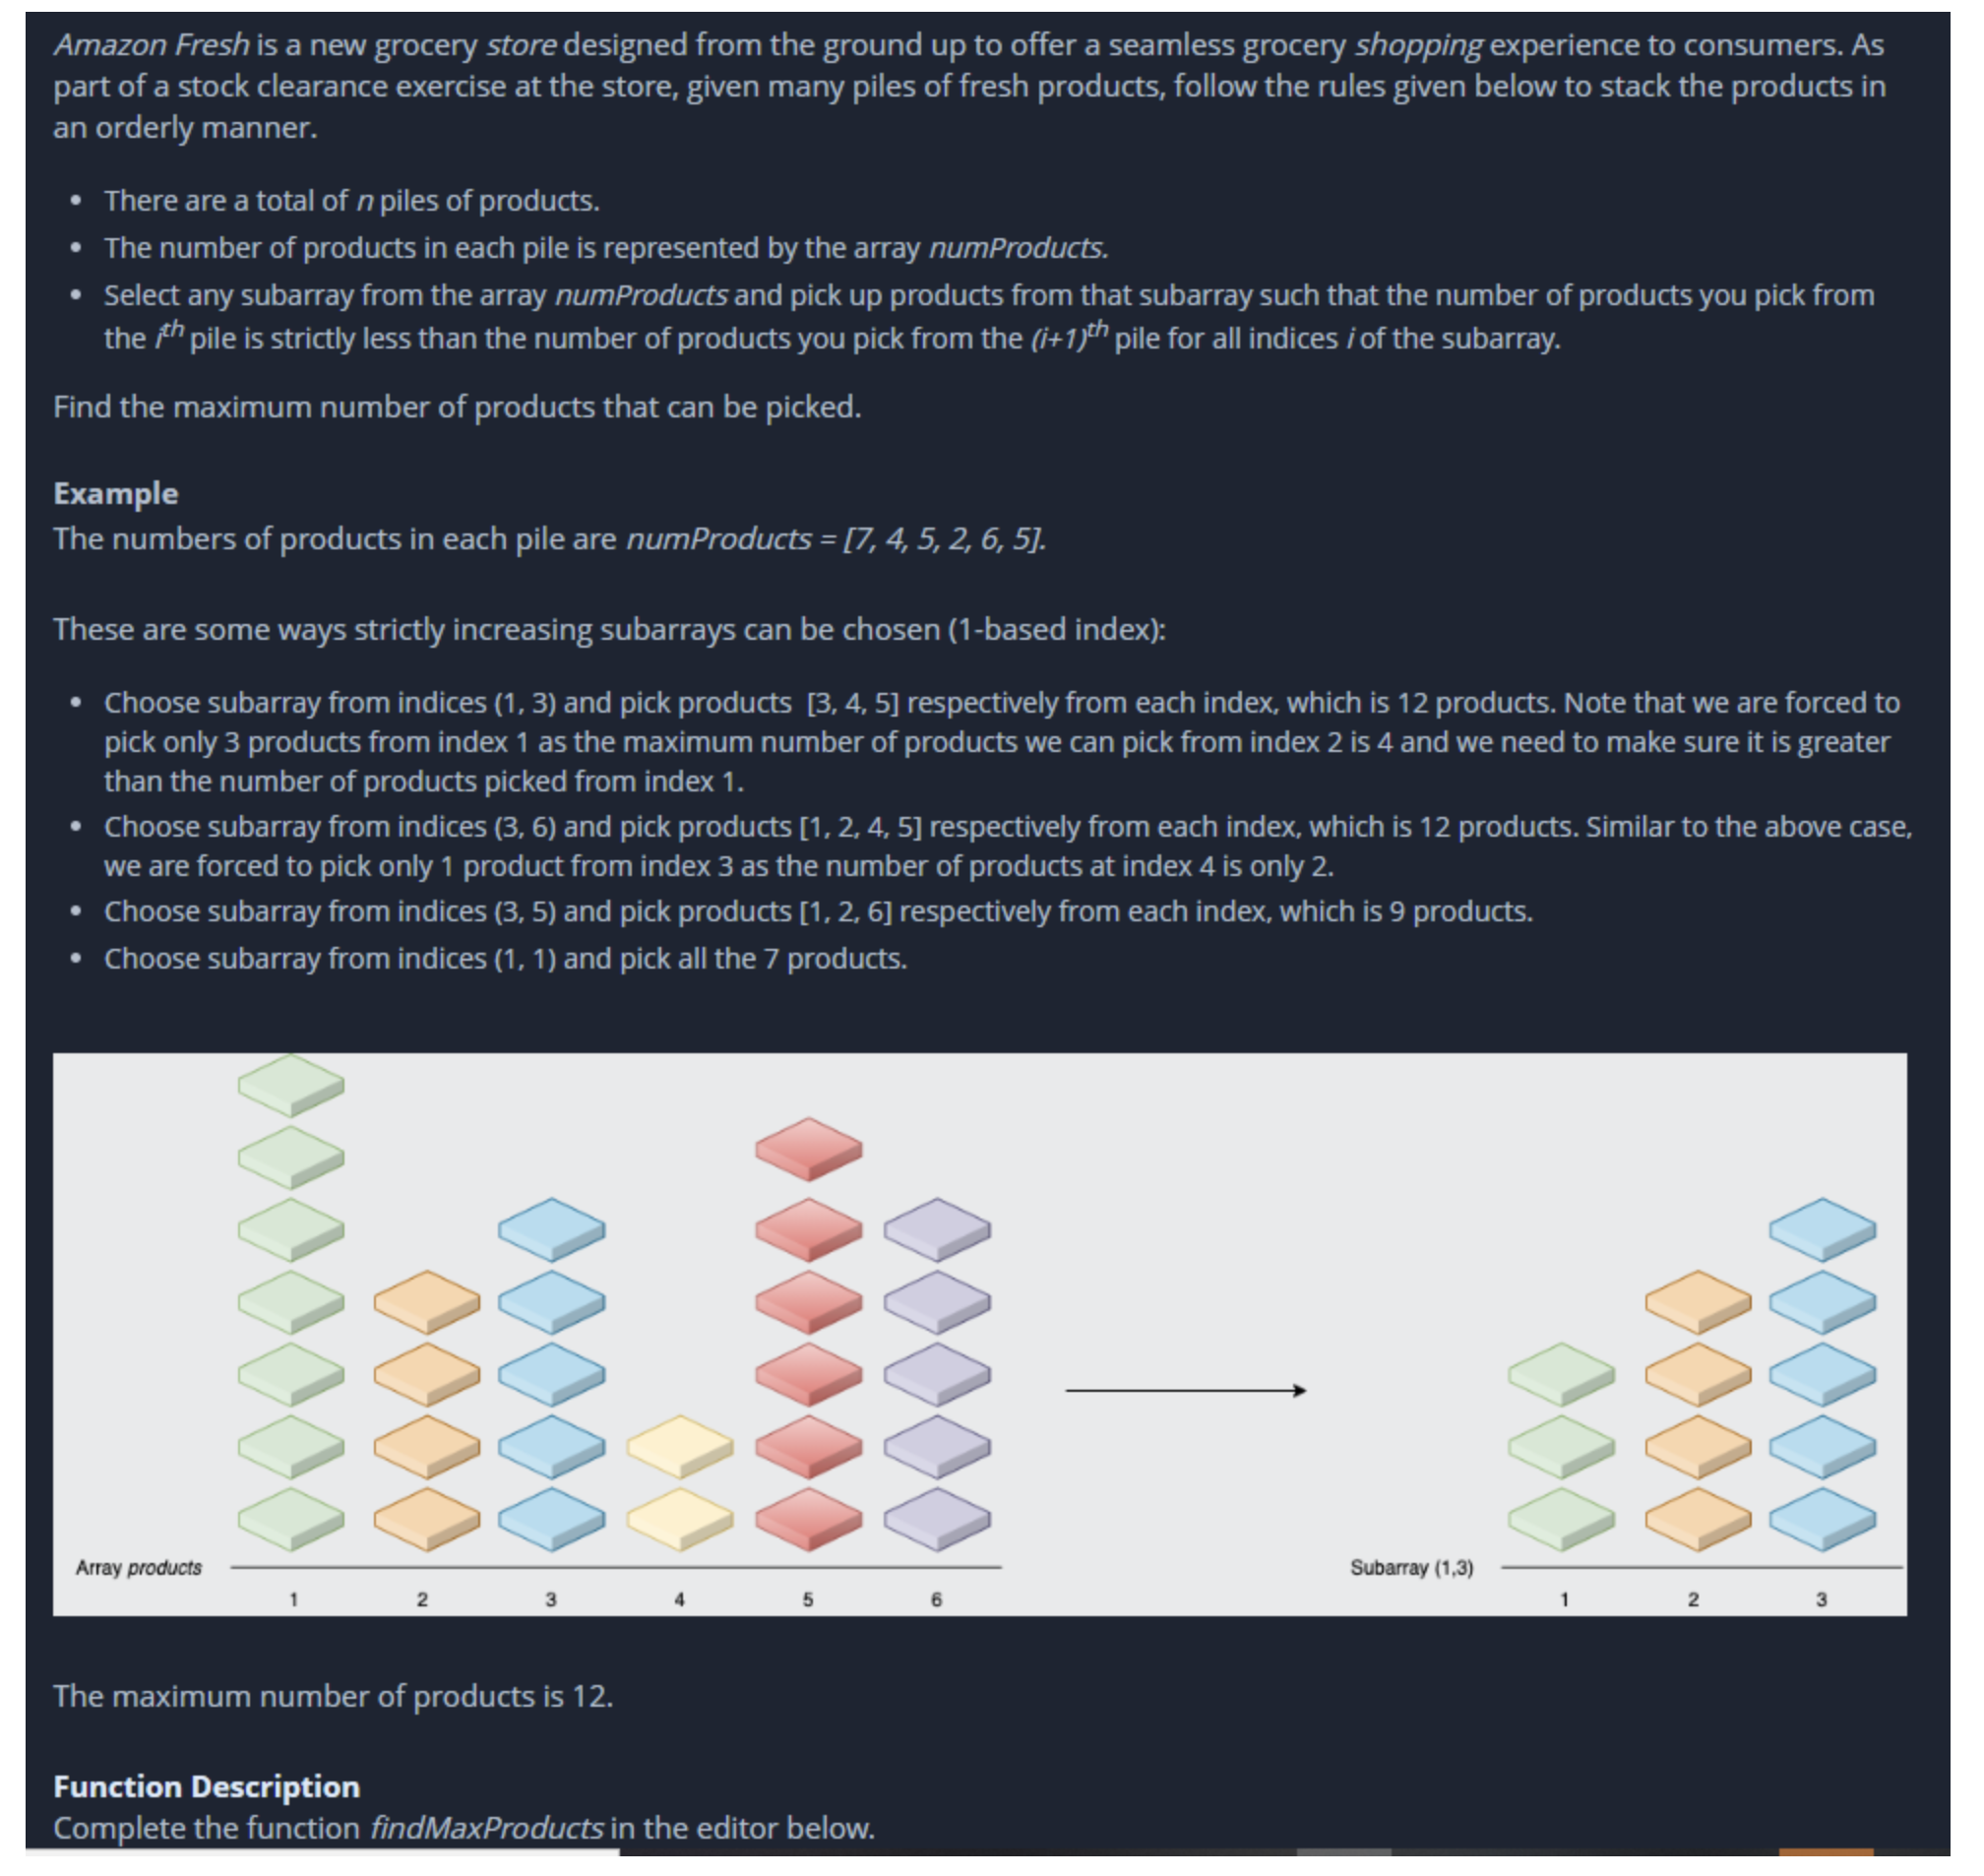 Amazon Fresh is a new grocery store designed from the ground up to offer a seamless grocery shopping experience to consumers. As
part of a stock clearance exercise at the store, given many piles of fresh products, follow the rules given below to stack the products in
an orderly manner.
• There are a total of n piles of products.
• The number of products in each pile is represented by the array numProducts.
• Select any subarray from the array numProducts and pick up products from that subarray such that the number of products you pick from
the ith pile is strictly less than the number of products you pick from the (i+1)th pile for all indices i of the subarray.
Find the maximum number of products that can be picked.
Example
The numbers of products in each pile are numProducts = [7, 4, 5, 2, 6, 5].
These are some ways strictly increasing subarrays can be chosen (1-based index):
• Choose subarray from indices (1, 3) and pick products [3, 4, 5] respectively from each index, which is 12 products. Note that we are forced to
pick only 3 products from index 1 as the maximum number of products we can pick from index 2 is 4 and we need to make sure it is greater
than the number of products picked from index 1.
• Choose subarray from indices (3, 6) and pick products [1, 2, 4, 5] respectively from each index, which is 12 products. Similar to the above case,
we are forced to pick only 1 product from index 3 as the number of products at index 4 is only 2.
• Choose subarray from indices (3, 5) and pick products [1, 2, 6] respectively from each index, which is 9 products.
• Choose subarray from indices (1, 1) and pick all the 7 products.
Array products
1 2 3 4 5 6
Subarray (1,3)
1 2 3
The maximum number of products is 12.
Function Description
Complete the function findMaxProducts in the editor below.